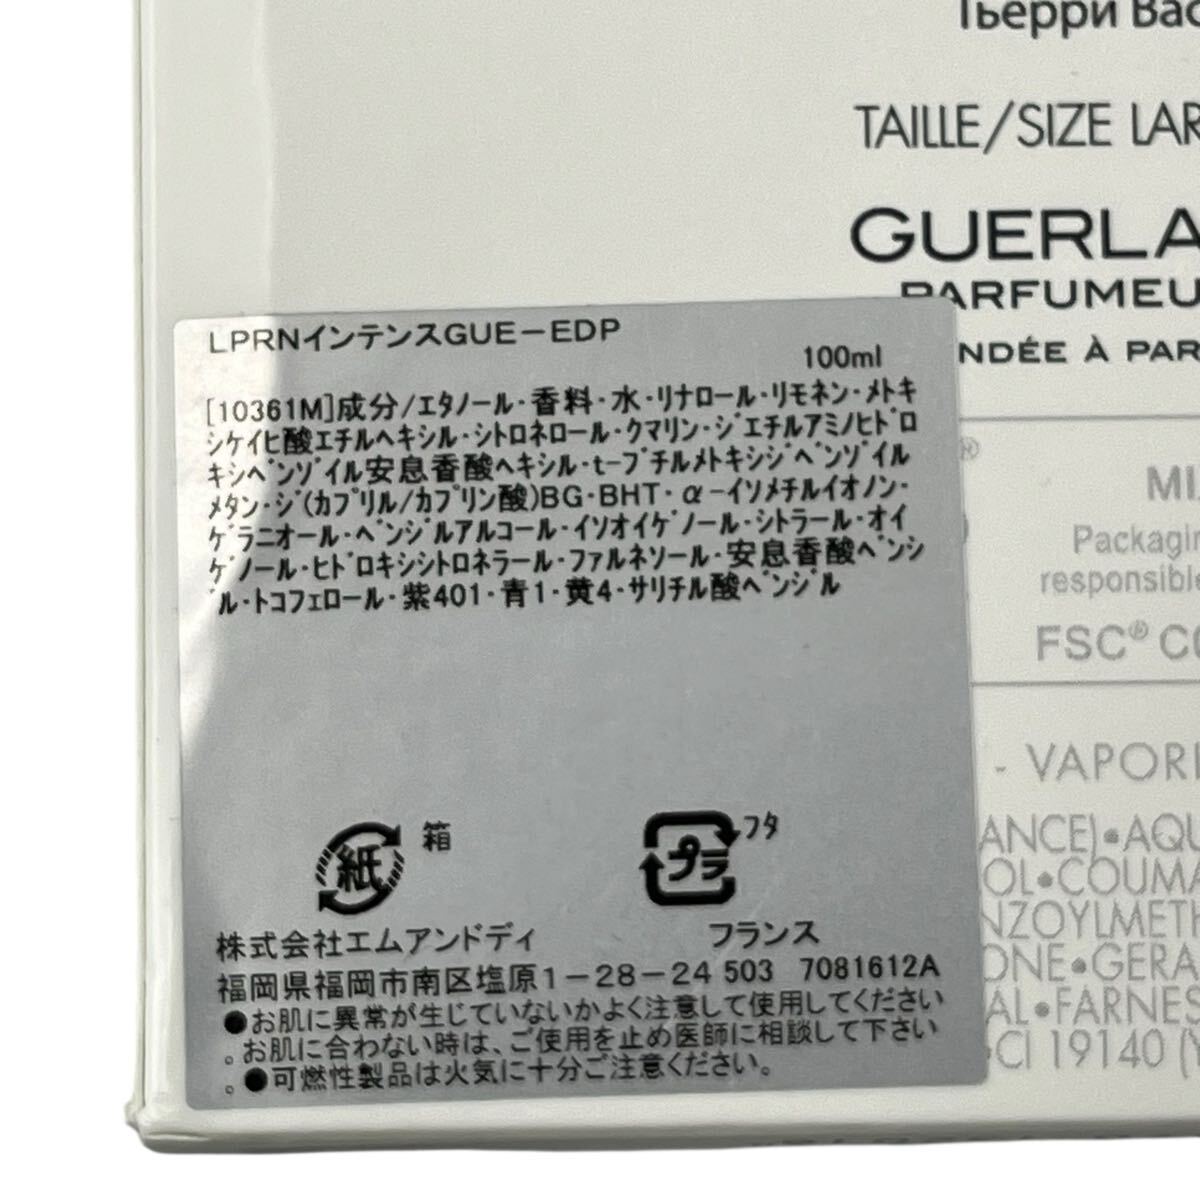 Тьерри Вас
TAILLE/SIZE LAR
GUERLA
PARFUMEU
NDÉE À PAR
LPRNインテンスGUE－EDP
100ml
[10361M]成分/エタノール・香料・水・リナロール・リモネン・メトキ
シケイヒ酸エチルヘキシル・シトロネロール・クマリン・ジエチルアミノヒドロ
キシベンゾイル安息香酸ヘキシル・t-ブチルメトキシジベンゾイル
メタン・ジ(カプリル/カプリン酸)BG・BHT・α-イソメチルイオノン・
ゲラニオール・ベンジルアルコール・イソオイゲノール・シトラール・オイ
ゲノール・ヒドロキシシトロネラール・ファルネソール・安息香酸ベンシ
゛ル・トコフェロール・紫401・青1・黄4・サリチル酸ベンジル
紙 箱
プラ フタ
株式会社エムアンドディ フランス
福岡県福岡市南区塩原1－28－24 503 7081612A
●お肌に異常が生じていないかよく注意して使用してください
。お肌に合わない時は、ご使用を止め医師に相談して下さい
。●可燃性製品は火気に十分ご注意ください。
®
MI
Packagin
responsible
FSC® C0
- VAPORI
ANCE)•AQU
OL•COUMA
NZOYLMETH
ONE•GERA
AL•FARNES
CI 19140 (Y